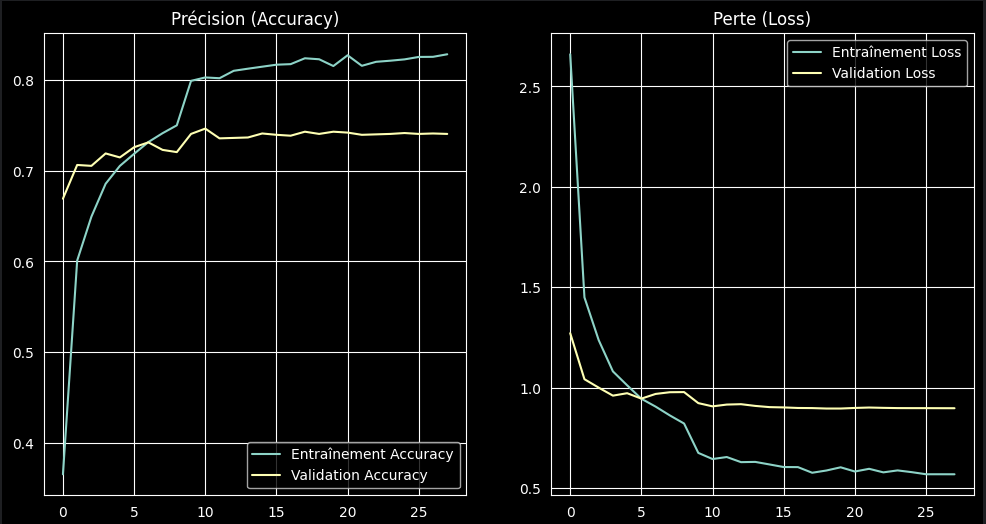 Précision (Accuracy)
0.8
0.7
0.6
0.5
0.4
0 5 10 15 20 25
Entraînement Accuracy
Validation Accuracy
Perte (Loss)
Entraînement Loss
Validation Loss
2.5
2.0
1.5
1.0
0.5
0 5 10 15 20 25